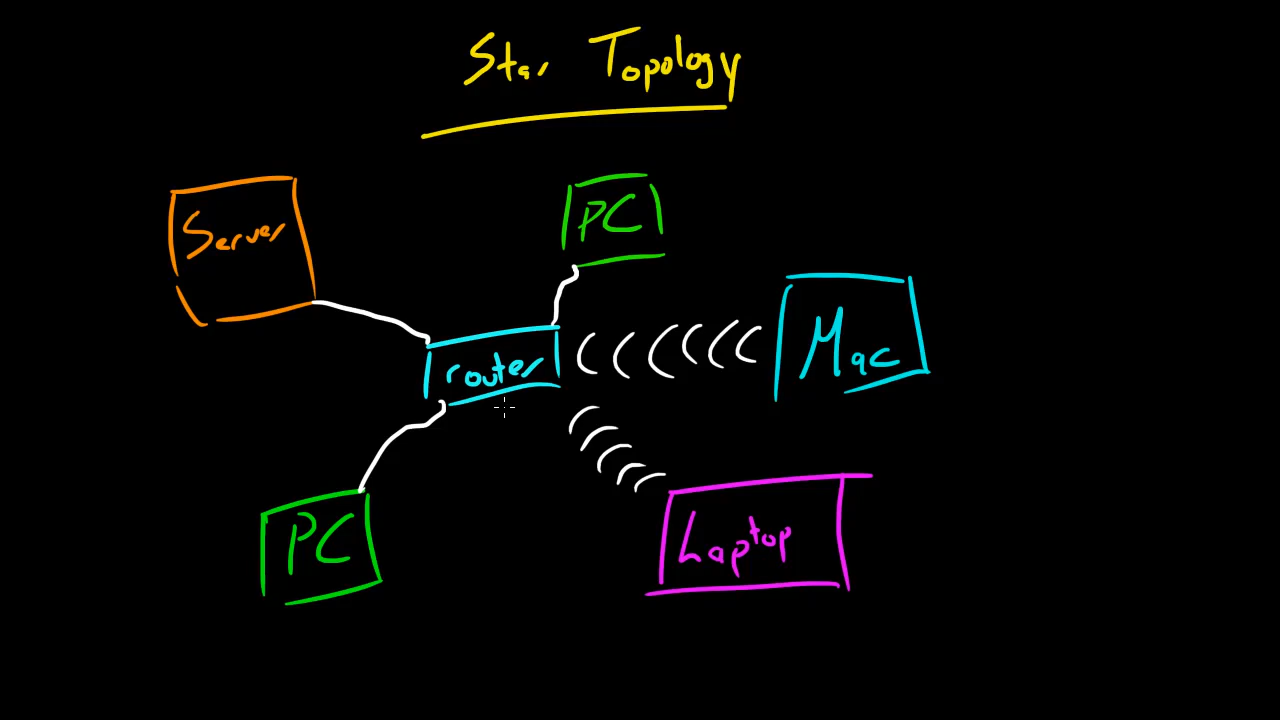 Star Topology
Server
PC
Mac
router
PC
Laptop